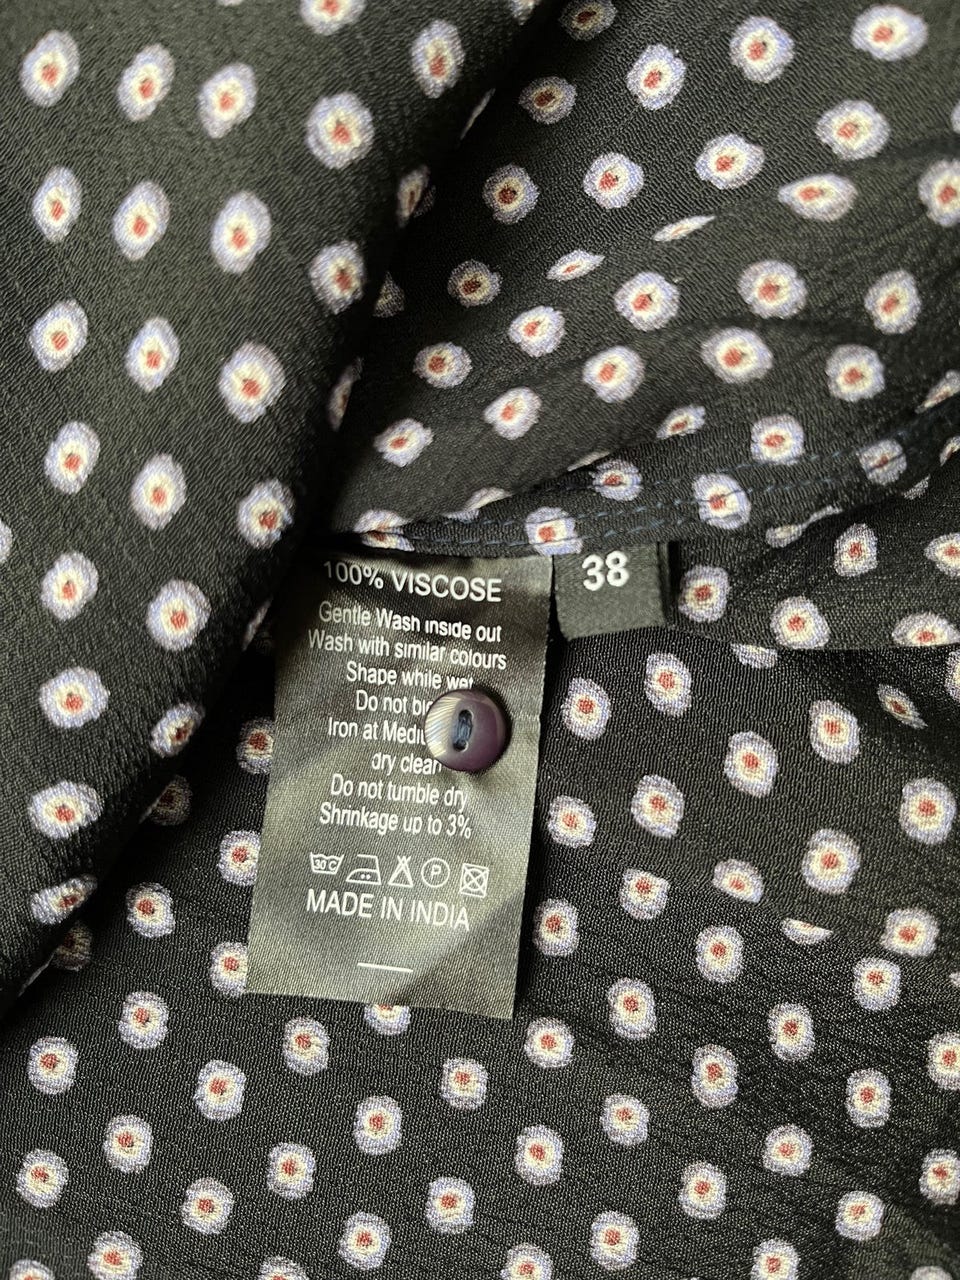 100% VISCOSE
38
Gentle Wash inside out
Wash with similar colours
Shape while wet
Do not
Iron at
dry clean
Do not tumble dry
Shrinkage up to 3%
30°C P
MADE IN INDIA